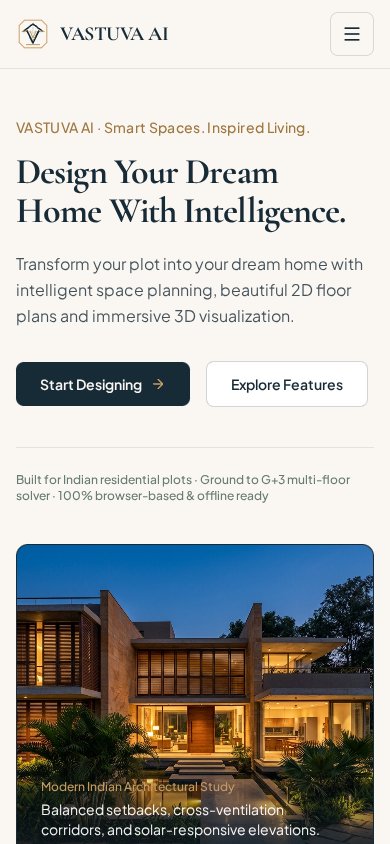 VASTUVA AI
VASTUVA AI · Smart Spaces. Inspired Living.
Design Your Dream
Home With Intelligence.
Transform your plot into your dream home with
intelligent space planning, beautiful 2D floor
plans and immersive 3D visualization.
Start Designing →
Explore Features
Built for Indian residential plots · Ground to G+3 multi-floor
solver · 100% browser-based & offline ready
Modern Indian Architectural Study
Balanced setbacks, cross-ventilation
corridors, and solar-responsive elevations.